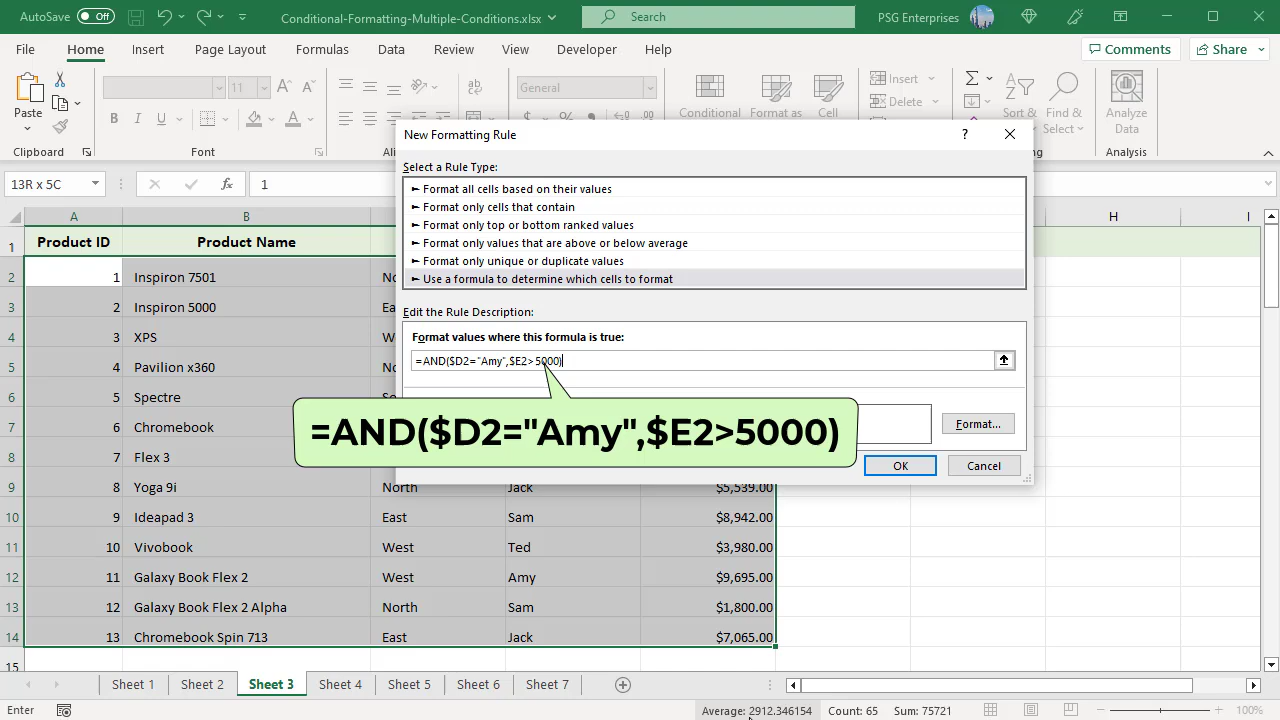 AutoSave Off
Conditional-Formatting-Multiple-Conditions.xlsx
Search
PSG Enterprises
File Home Insert Page Layout Formulas Data Review View Developer Help
Comments Share
Paste
11
General
Conditional Format as Cell
Insert
Delete
Sort & Find &
Filter Select
Analyze
Data
Clipboard Font Analysis
13R x 5C
fx 1
New Formatting Rule ?
Select a Rule Type:
► Format all cells based on their values
► Format only cells that contain
► Format only top or bottom ranked values
► Format only values that are above or below average
► Format only unique or duplicate values
► Use a formula to determine which cells to format
Edit the Rule Description:
Format values where this formula is true:
=AND($D2="Amy",$E2>5000)
=AND($D2="Amy",$E2>5000)
Format...
OK Cancel
A B H I
1 Product ID Product Name
2 1 Inspiron 7501
3 2 Inspiron 5000
4 3 XPS
5 4 Pavilion x360
6 5 Spectre
7 6 Chromebook
8 7 Flex 3
9 8 Yoga 9i North Jack $5,539.00
10 9 Ideapad 3 East Sam $8,942.00
11 10 Vivobook West Ted $3,980.00
12 11 Galaxy Book Flex 2 West Amy $9,695.00
13 12 Galaxy Book Flex 2 Alpha North Sam $1,800.00
14 13 Chromebook Spin 713 East Jack $7,065.00
15
Sheet 1 Sheet 2 Sheet 3 Sheet 4 Sheet 5 Sheet 6 Sheet 7
Enter
Average: 2912.346154 Count: 65 Sum: 75721
100%